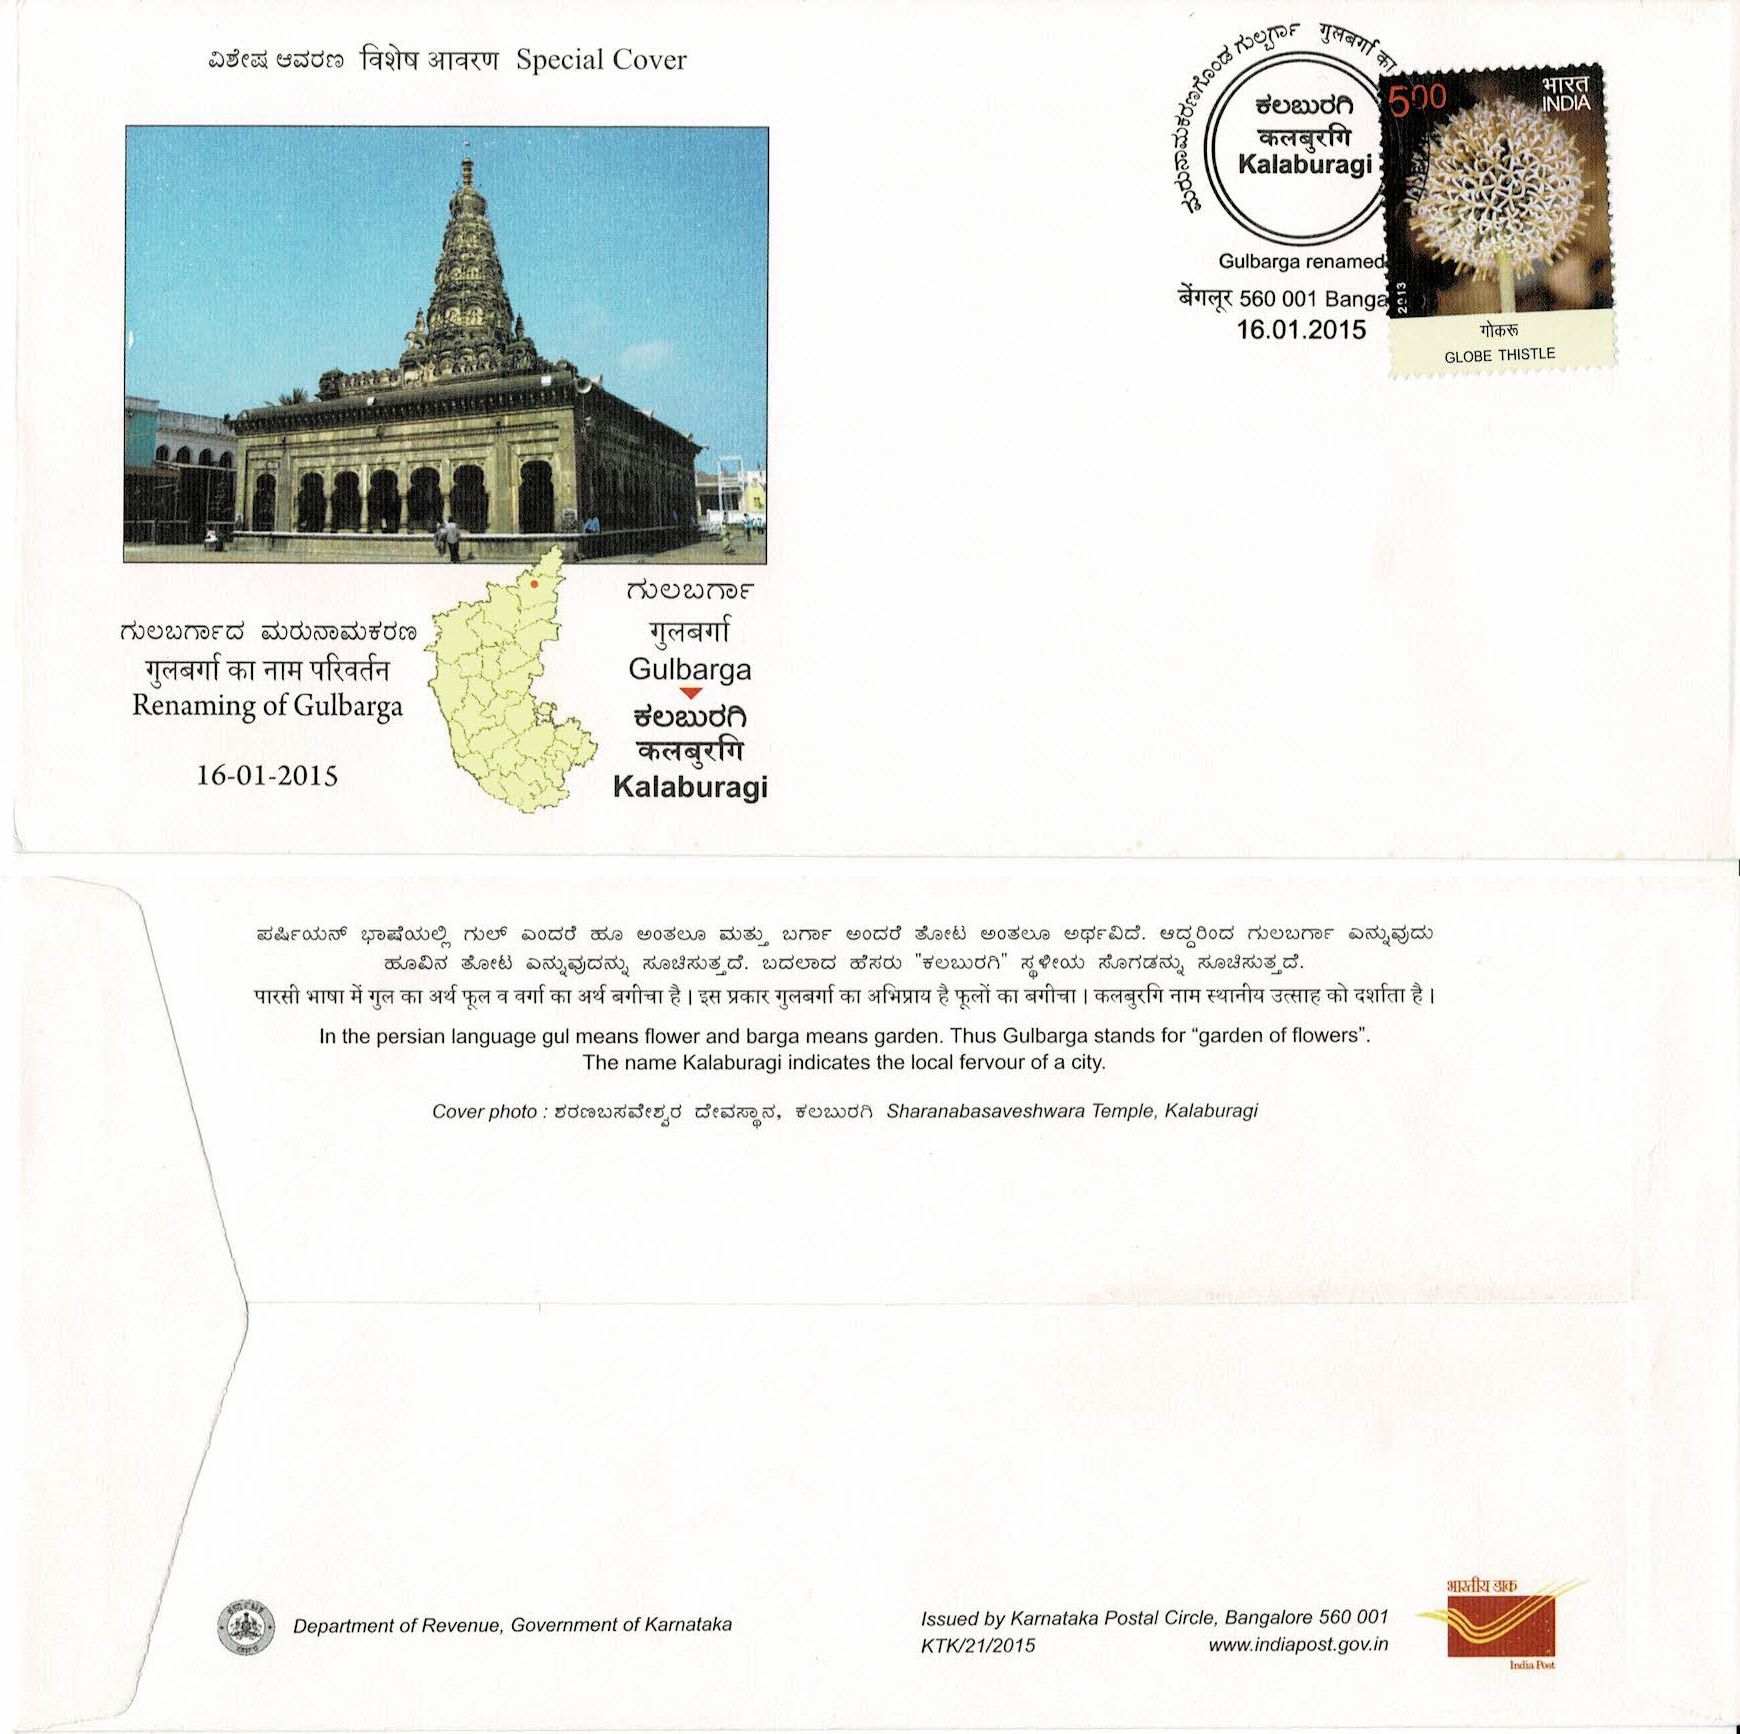 ವಿಶೇಷ ಆವರಣ विशेष आवरण Special Cover
ಮರುನಾಮಕರಣಗೊಂಡ ಗುಲ್ಬರ್ಗಾ गुलबर्गा का
ಕಲಬುರಗಿ
कलबुरगि
Kalaburagi
Gulbarga renamed
बेंगलूर 560 001 Banga
16.01.2015
5.00
भारत
INDIA
2013
गोकरू
GLOBE THISTLE
ಗುಲಬರ್ಗಾದ ಮರುನಾಮಕರಣ
गुलबर्गा का नाम परिवर्तन
Renaming of Gulbarga
16-01-2015
ಗುಲಬರ್ಗಾ
गुलबर्गा
Gulbarga
ಕಲಬುರಗಿ
कलबुरगि
Kalaburagi
ಪರ್ಷಿಯನ್ ಭಾಷೆಯಲ್ಲಿ ಗುಲ್ ಎಂದರೆ ಹೂ ಅಂತಲೂ ಮತ್ತು ಬರ್ಗಾ ಅಂದರೆ ತೋಟ ಅಂತಲೂ ಅರ್ಥವಿದೆ. ಆದ್ದರಿಂದ ಗುಲಬರ್ಗಾ ಎನ್ನುವುದು
ಹೂವಿನ ತೋಟ ಎನ್ನುವುದನ್ನು ಸೂಚಿಸುತ್ತದೆ. ಬದಲಾದ ಹೆಸರು "ಕಲಬುರಗಿ" ಸ್ಥಳೀಯ ಸೊಗಡನ್ನು ಸೂಚಿಸುತ್ತದೆ.
पारसी भाषा में गुल का अर्थ फूल व वर्गा का अर्थ बगीचा है। इस प्रकार गुलबर्गा का अभिप्राय है फूलों का बगीचा। कलबुरगि नाम स्थानीय उत्साह को दर्शाता है।
In the persian language gul means flower and barga means garden. Thus Gulbarga stands for “garden of flowers”.
The name Kalaburagi indicates the local fervour of a city.
Cover photo : ಶರಣಬಸವೇಶ್ವರ ದೇವಸ್ಥಾನ, ಕಲಬುರಗಿ Sharanabasaveshwara Temple, Kalaburagi
Department of Revenue, Government of Karnataka
Issued by Karnataka Postal Circle, Bangalore 560 001
KTK/21/2015 www.indiapost.gov.in
भारतीय डाक
India Post